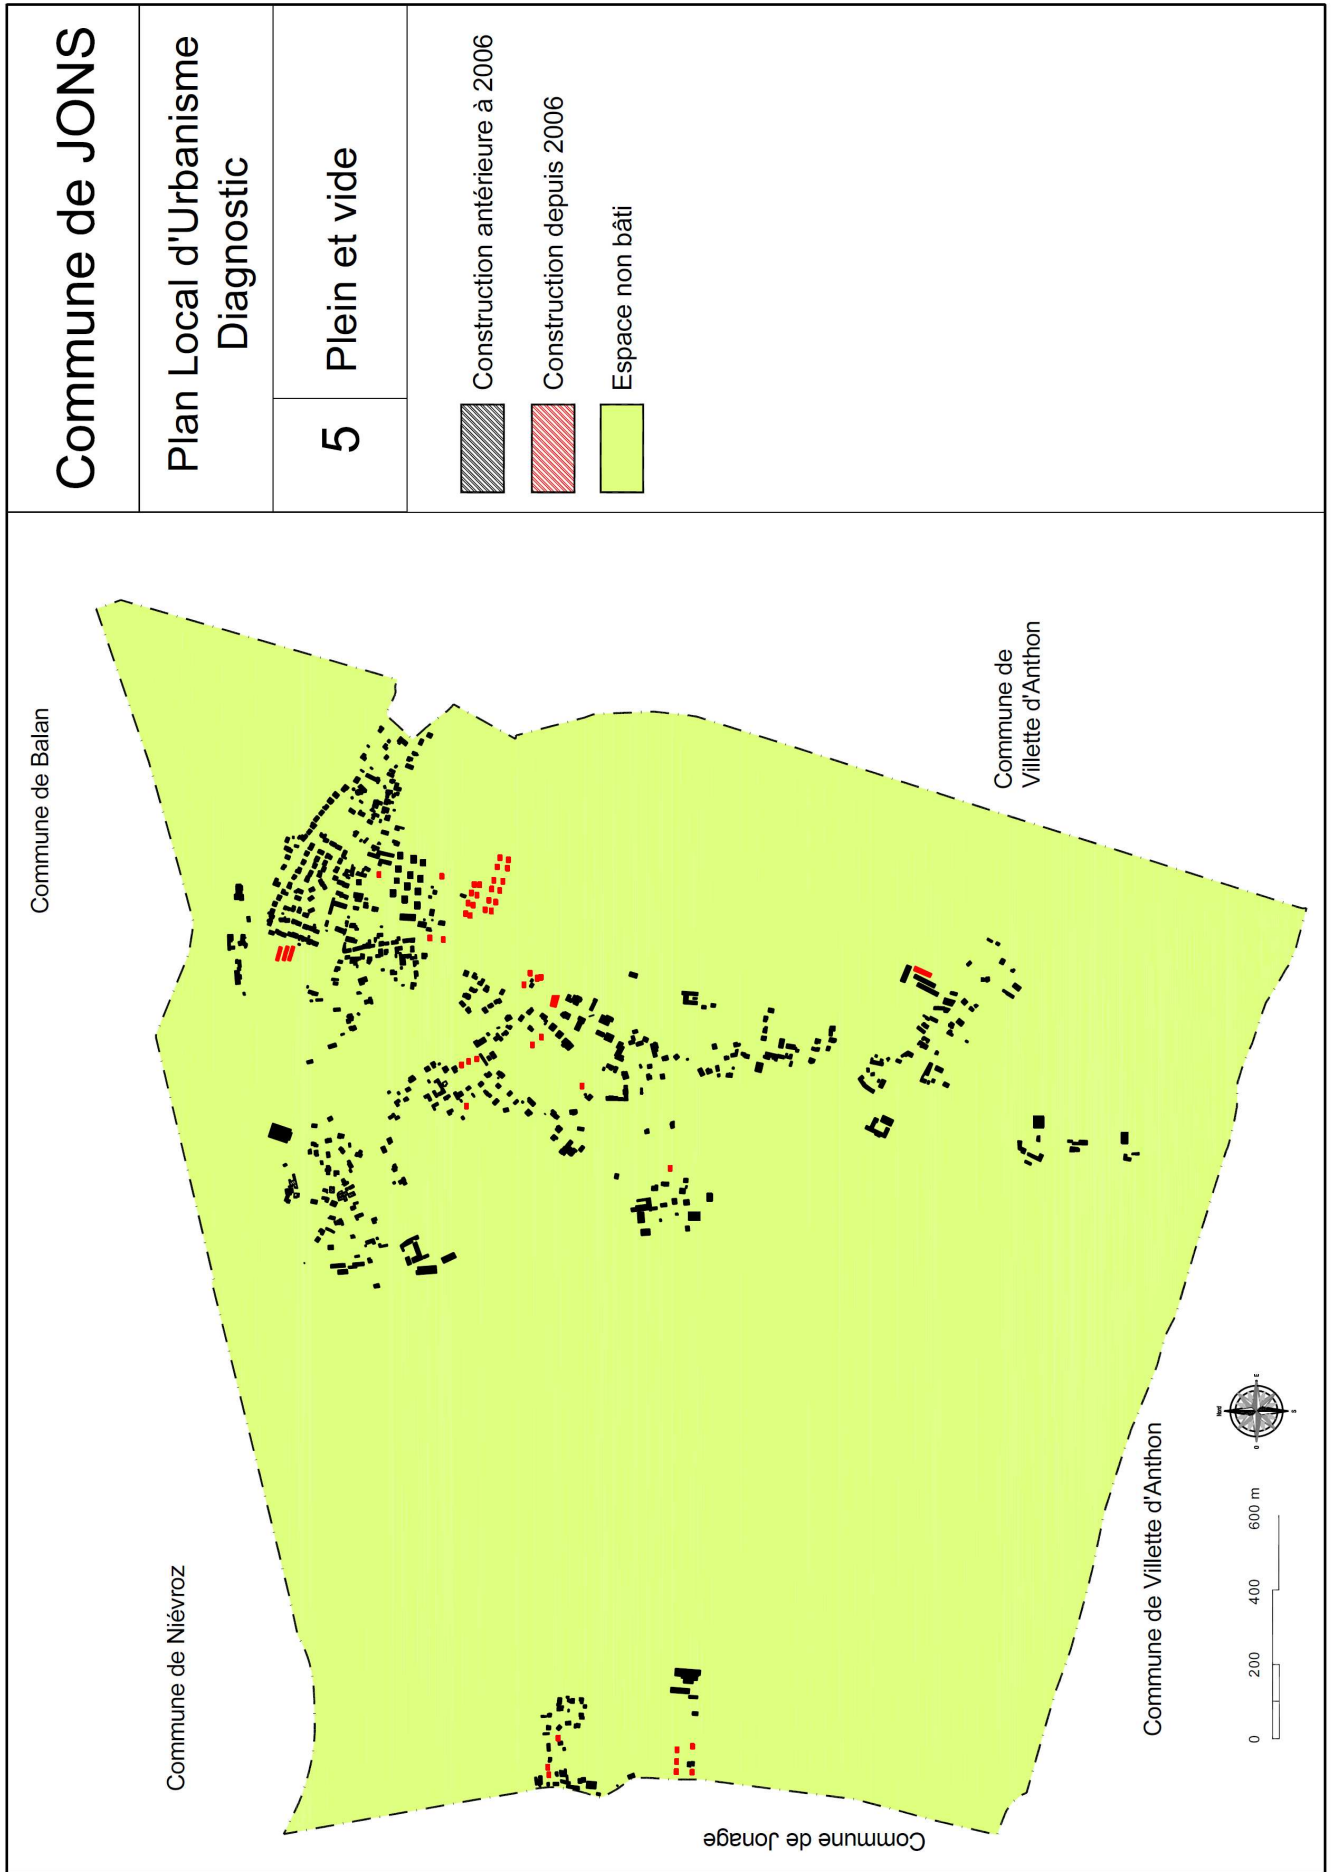 Commune de JONS
Plan Local d'Urbanisme
Diagnostic
5
Plein et vide
Construction antérieure à 2006
Construction depuis 2006
Espace non bâti
Commune de Balan
Commune de Niévroz
Commune de
Villette d'Anthon
Commune de Villette d'Anthon
Commune de Jonage
Nord
E
S
O
0
200
400
600 m